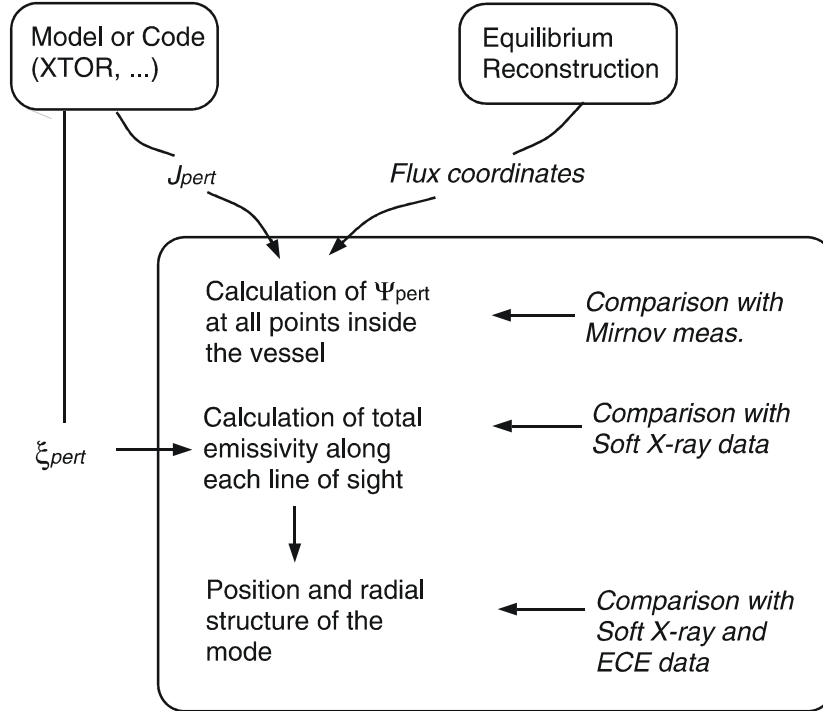 Model or Code
(XTOR, ...)
Equilibrium
Reconstruction
Jpert
Flux coordinates
Calculation of Ψpert
at all points inside
the vessel
Comparison with
Mirnov meas.
Calculation of total
emissivity along
each line of sight
Comparison with
Soft X-ray data
ξpert
Position and radial
structure of the
mode
Comparison with
Soft X-ray and
ECE data